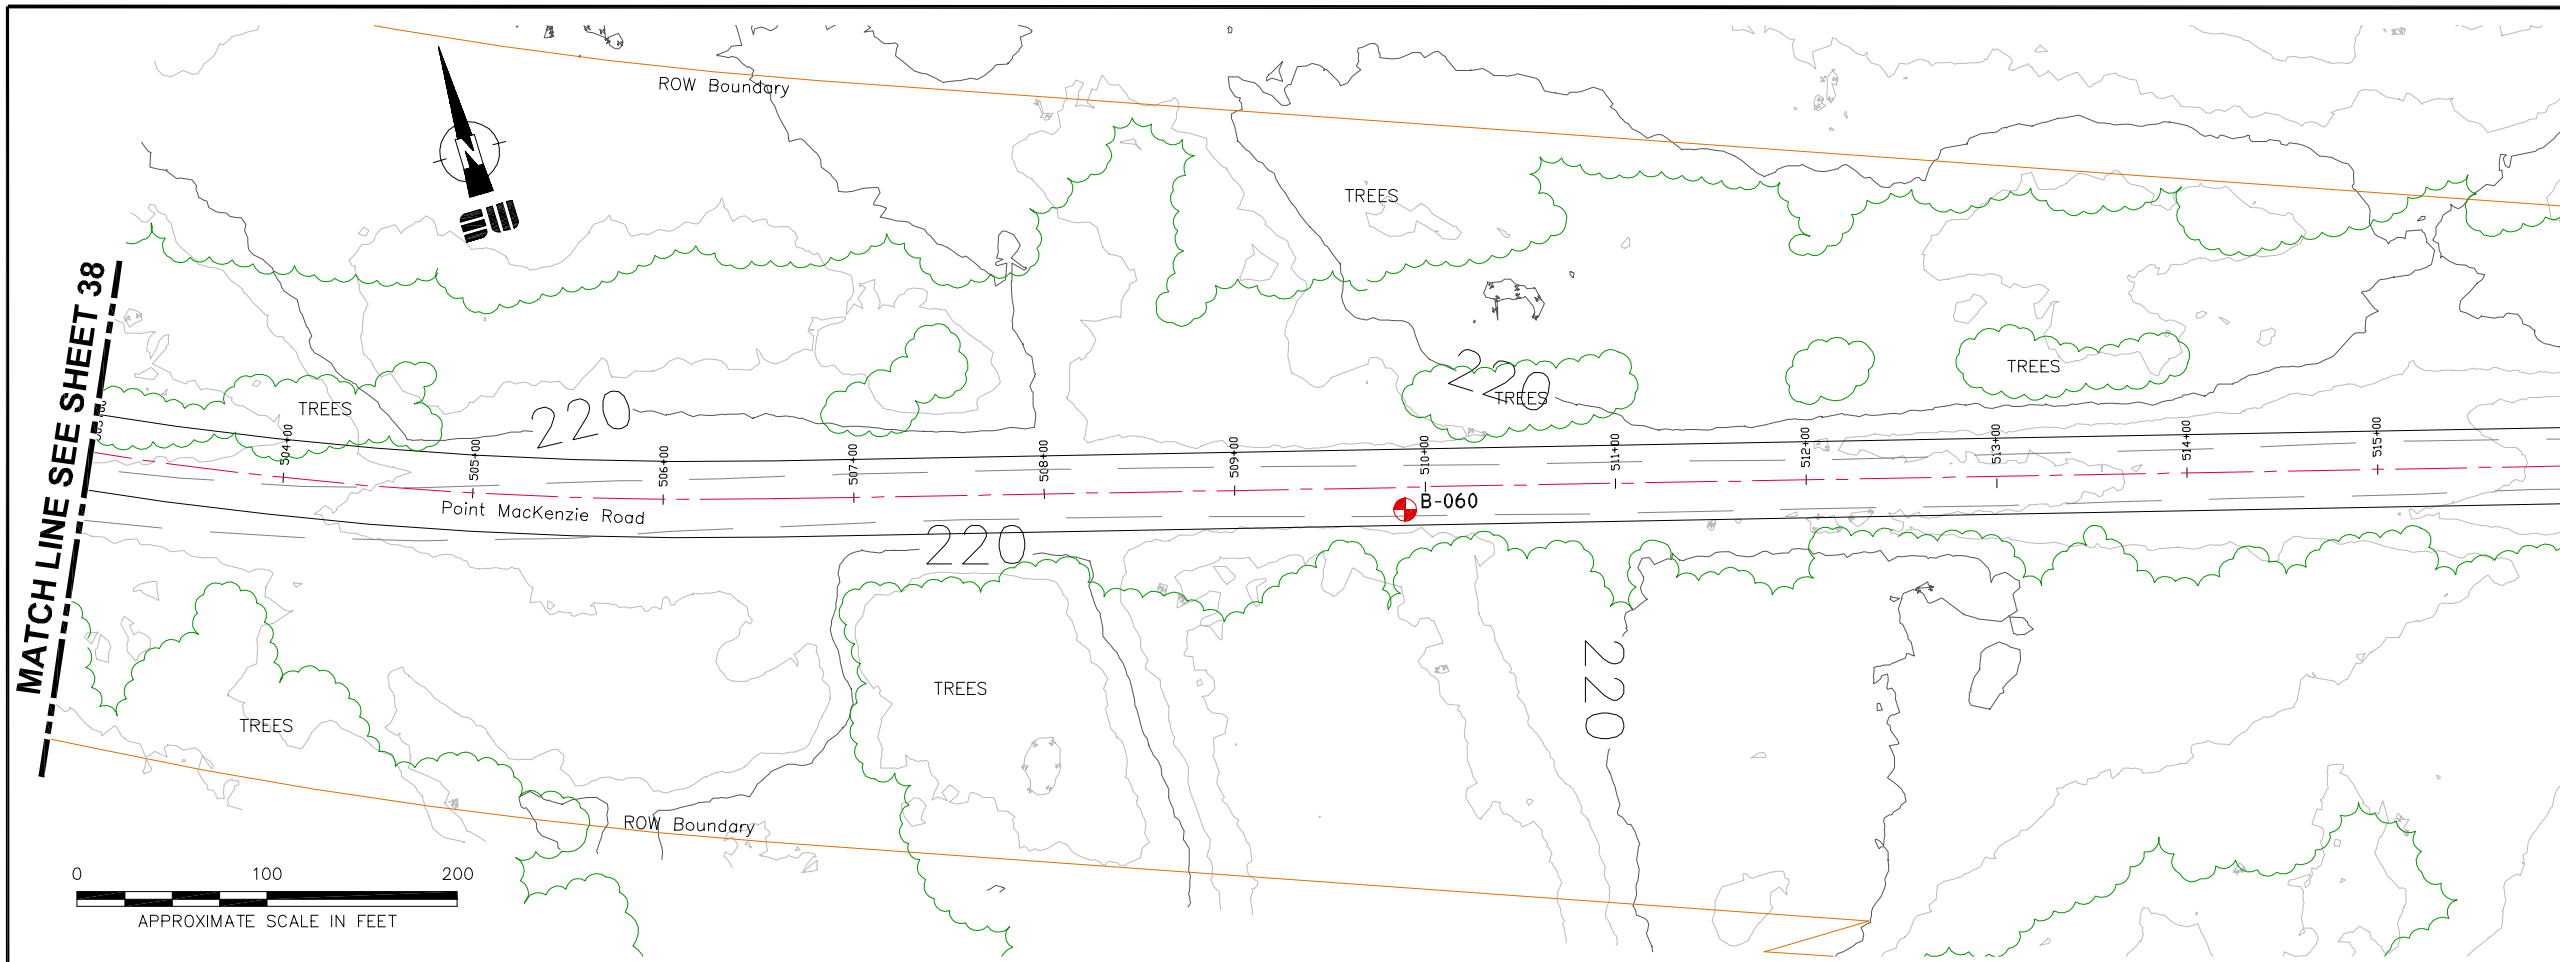 ROW Boundary
N
TREES
MATCH LINE SEE SHEET 38
TREES
220
220
TREES
TREES
504+00
505+00
506+00
507+00
508+00
509+00
510+00
511+00
512+00
513+00
514+00
515+00
Point MacKenzie Road
B-060
220
220
TREES
TREES
ROW Boundary
0 100 200
APPROXIMATE SCALE IN FEET